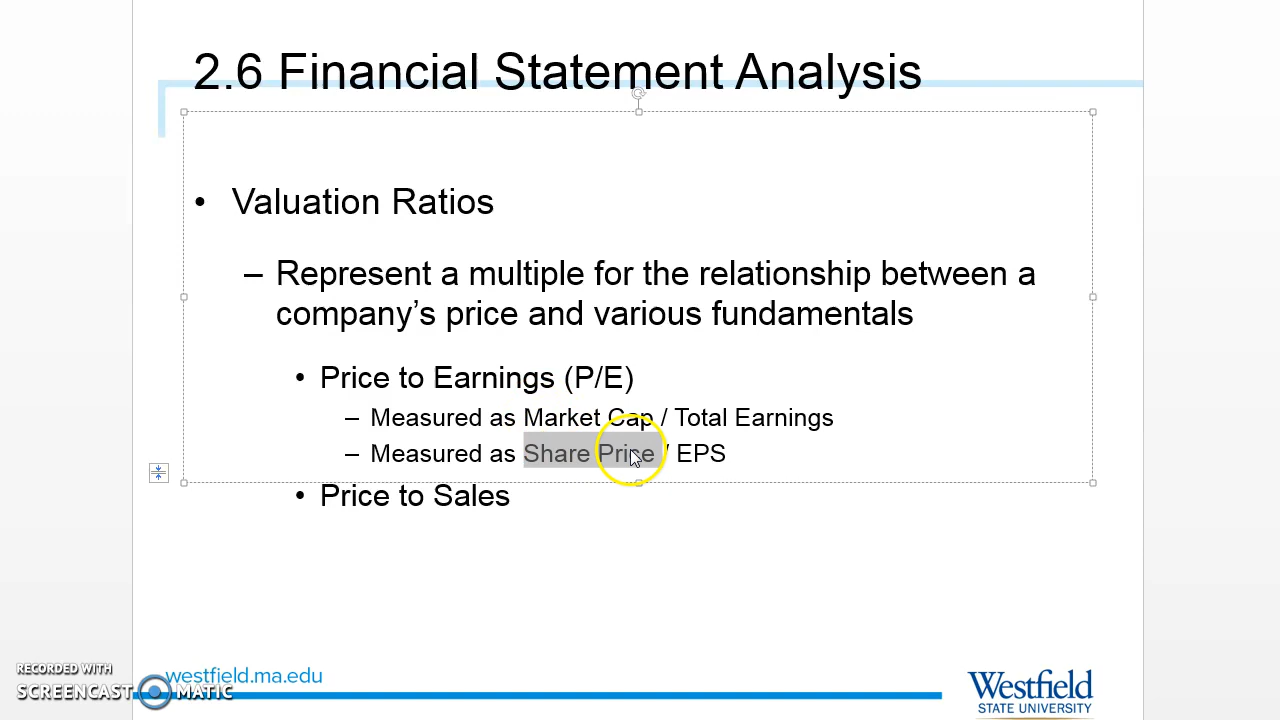 2.6 Financial Statement Analysis
• Valuation Ratios
– Represent a multiple for the relationship between a
company’s price and various fundamentals
• Price to Earnings (P/E)
– Measured as Market Cap / Total Earnings
– Measured as Share Price / EPS
• Price to Sales
westfield.ma.edu
RECORDED WITH
SCREENCAST MATIC
Westfield
STATE UNIVERSITY